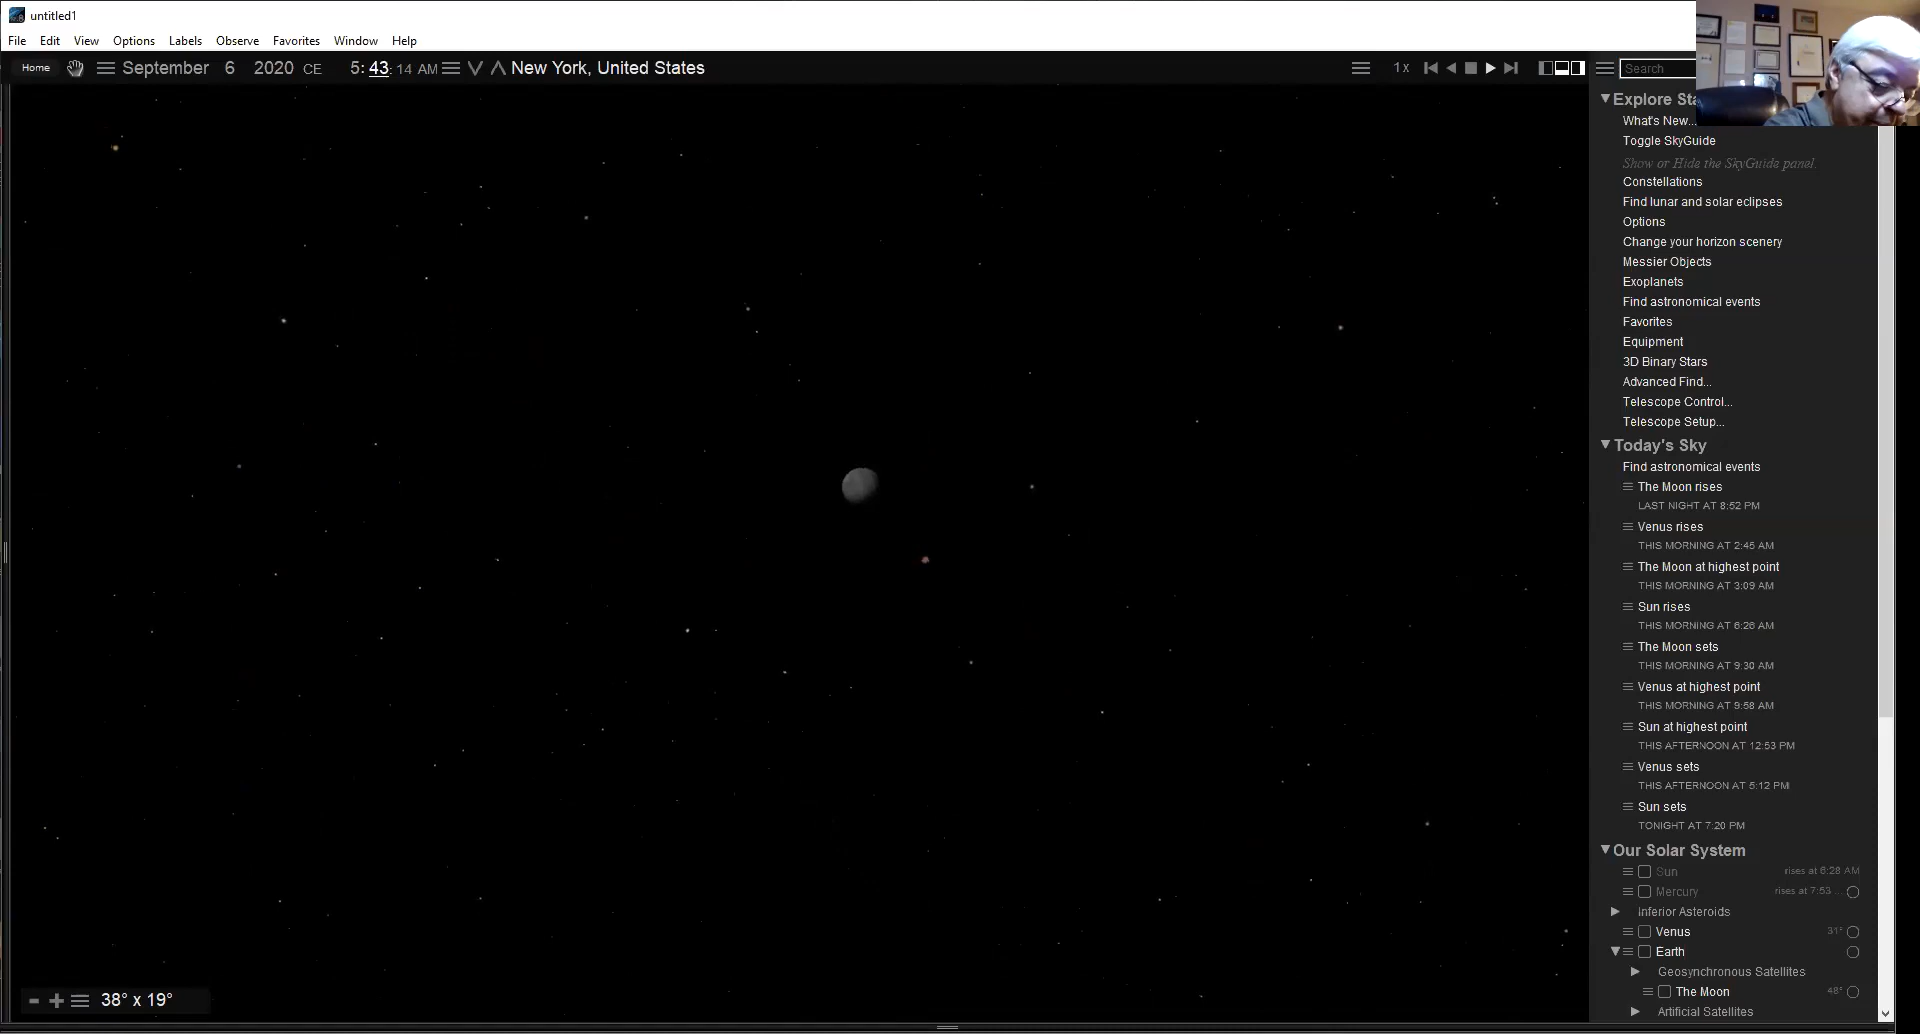 untitled1
File Edit View Options Labels Observe Favorites Window Help
Home September 6 2020 CE 5: 43: 14 AM New York, United States 1x Search
Explore Sta
What's New...
Toggle SkyGuide
Show or Hide the SkyGuide panel.
Constellations
Find lunar and solar eclipses
Options
Change your horizon scenery
Messier Objects
Exoplanets
Find astronomical events
Favorites
Equipment
3D Binary Stars
Advanced Find...
Telescope Control...
Telescope Setup...
Today's Sky
Find astronomical events
The Moon rises
LAST NIGHT AT 8:52 PM
Venus rises
THIS MORNING AT 2:45 AM
The Moon at highest point
THIS MORNING AT 3:09 AM
Sun rises
THIS MORNING AT 6:28 AM
The Moon sets
THIS MORNING AT 9:30 AM
Venus at highest point
THIS MORNING AT 9:58 AM
Sun at highest point
THIS AFTERNOON AT 12:53 PM
Venus sets
THIS AFTERNOON AT 5:12 PM
Sun sets
TONIGHT AT 7:20 PM
Our Solar System
Sun rises at 6:28 AM
Mercury rises at 7:53 ...
Inferior Asteroids
Venus 31°
Earth
Geosynchronous Satellites
The Moon 48°
Artificial Satellites
38° x 19°